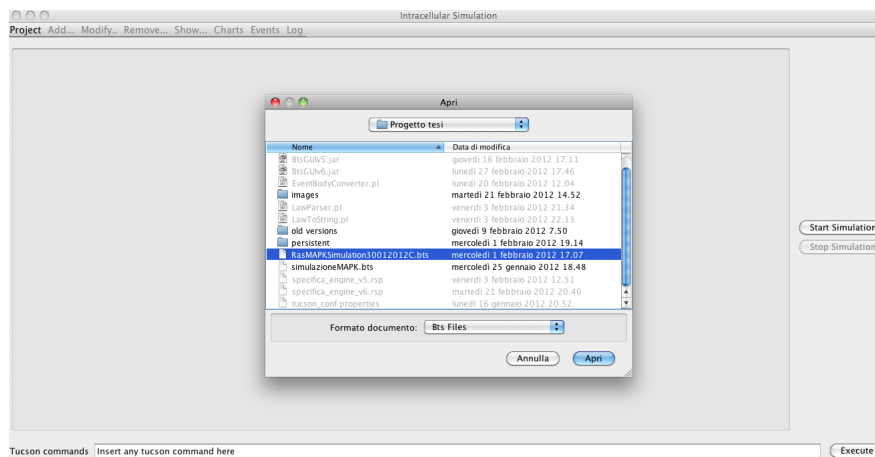 Intracellular Simulation
Project Add... Modify.. Remove... Show... Charts Events Log
Apri
Progetto tesi
Nome Data di modifica
BtsGUIv5.jar giovedì 16 febbraio 2012 17.11
BtsGUIv6.jar lunedì 27 febbraio 2012 17.46
EventBodyConverter.pl lunedì 20 febbraio 2012 12.04
images martedì 21 febbraio 2012 14.52
LawParser.pl venerdì 3 febbraio 2012 21.34
LawToString.pl venerdì 3 febbraio 2012 22.13
old versions giovedì 9 febbraio 2012 7.50
persistent mercoledì 1 febbraio 2012 19.14
RasMAPKSimulation30012012C.bts mercoledì 1 febbraio 2012 17.07
simulazioneMAPK.bts mercoledì 25 gennaio 2012 18.48
specifica_engine_v5.rsp venerdì 3 febbraio 2012 12.51
specifica_engine_v6.rsp martedì 21 febbraio 2012 20.40
tucson_conf.properties lunedì 16 gennaio 2012 20.52
Formato documento: Bts Files
Annulla Apri
Start Simulation
Stop Simulation
Tucson commands Insert any tucson command here Execute